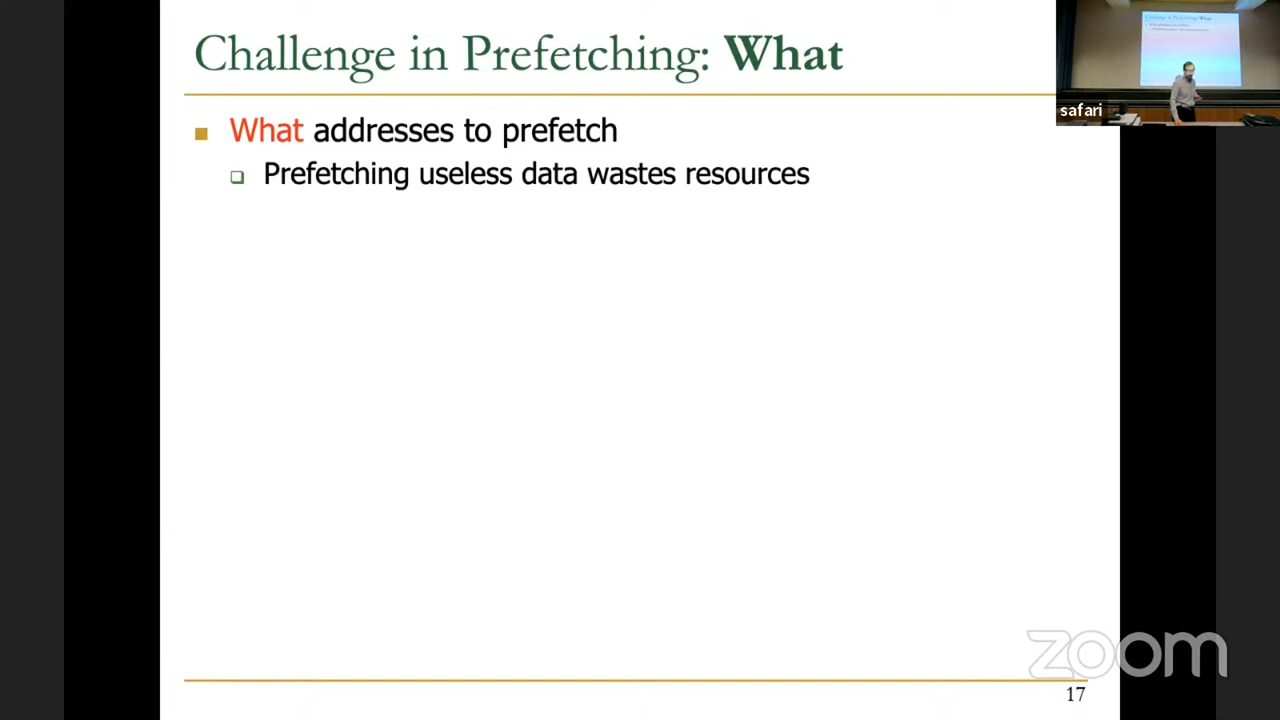 Challenge in Prefetching: What
safari
What addresses to prefetch
Prefetching useless data wastes resources
zoom
17